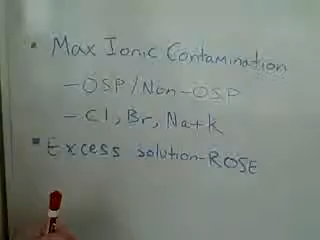 ▪ Max Ionic Contamination
- OSP/Non-OSP
- Cl, Br, Na+K
▪ Excess solution-ROSE